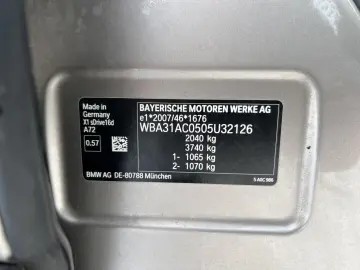 Made in
Germany
X1 sDrive16d
A72
0.57
BAYERISCHE MOTOREN WERKE AG
e1*2007/46*1676
WBA31AC0505U32126
2040 kg
3740 kg
1- 1065 kg
2- 1070 kg
BMW AG DE-80788 München